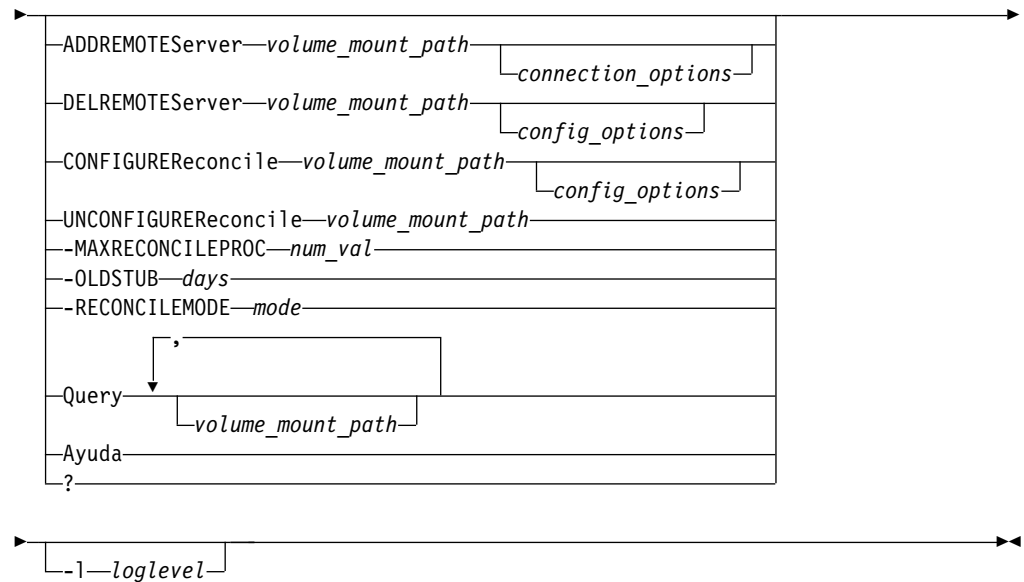 ADDREMOTEServer volume_mount_path
connection_options
DELREMOTEServer volume_mount_path
config_options
CONFIGUREReconcile volume_mount_path
config_options
UNCONFIGUREReconcile volume_mount_path
-MAXRECONCILEPROC num_val
-OLDSTUB days
-RECONCILEMODE mode
,
Query
volume_mount_path
Ayuda
?
-l loglevel